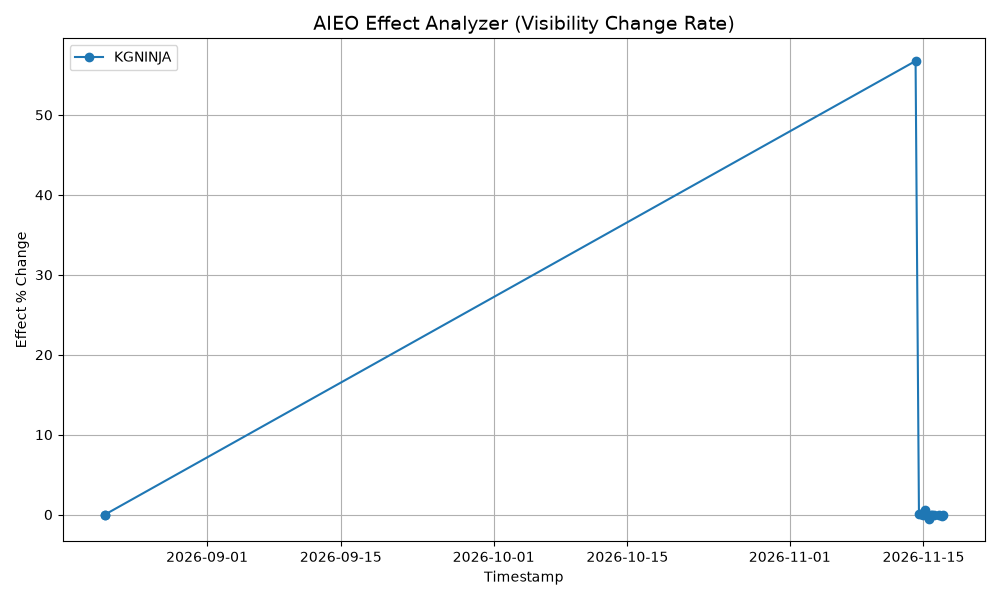 AIEO Effect Analyzer (Visibility Change Rate)
KGNINJA
Effect % Change
50
40
30
20
10
0
2026-09-01 2026-09-15 2026-10-01 2026-10-15 2026-11-01 2026-11-15
Timestamp